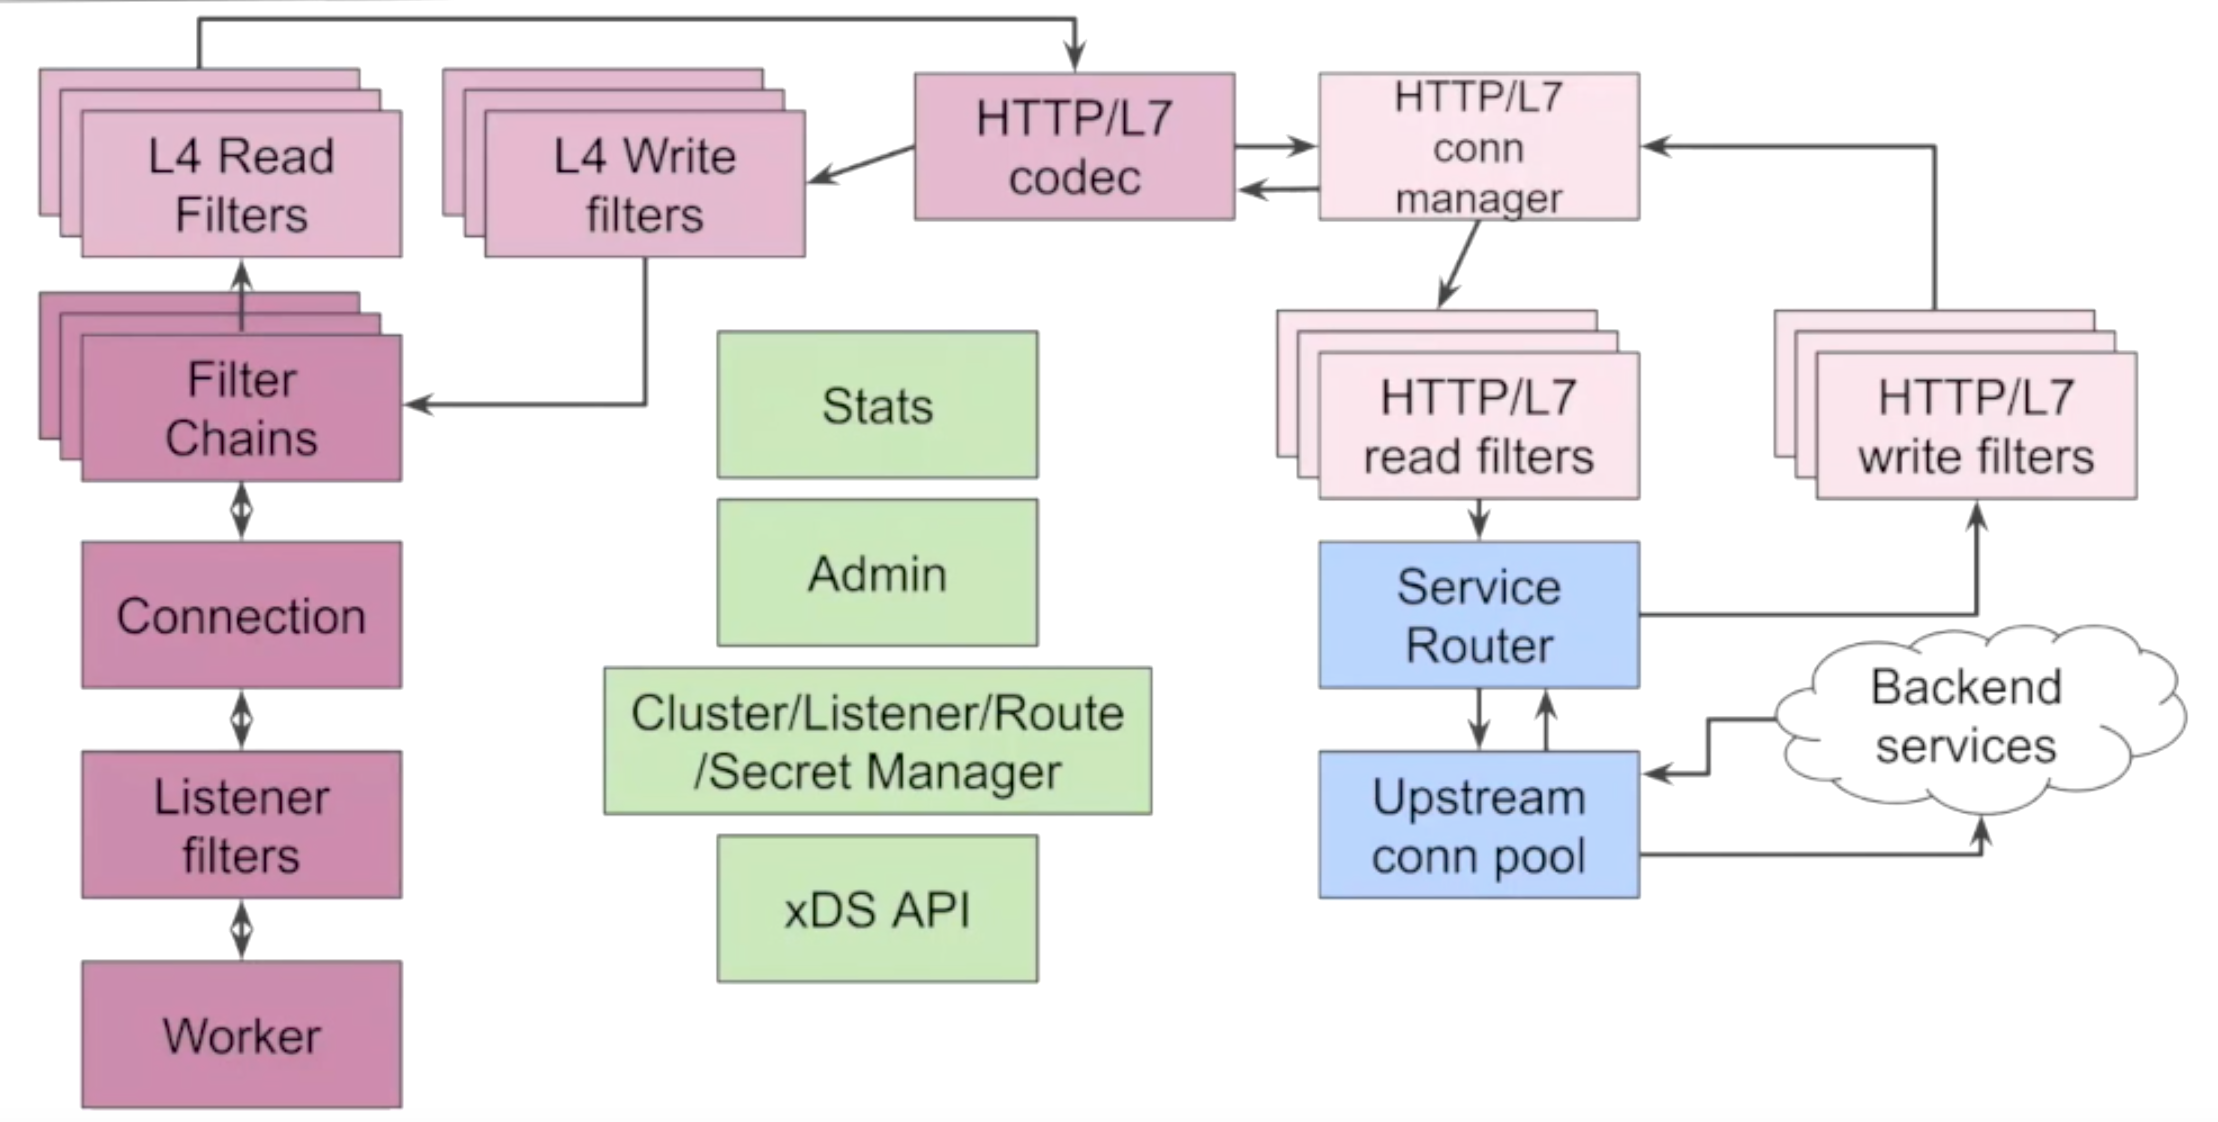 L4 Read
Filters
L4 Write
filters
HTTP/L7
codec
HTTP/L7
conn
manager
Filter
Chains
Stats
HTTP/L7
read filters
HTTP/L7
write filters
Connection
Admin
Service
Router
Listener
filters
Cluster/Listener/Route
/Secret Manager
Upstream
conn pool
Backend
services
Worker
xDS API